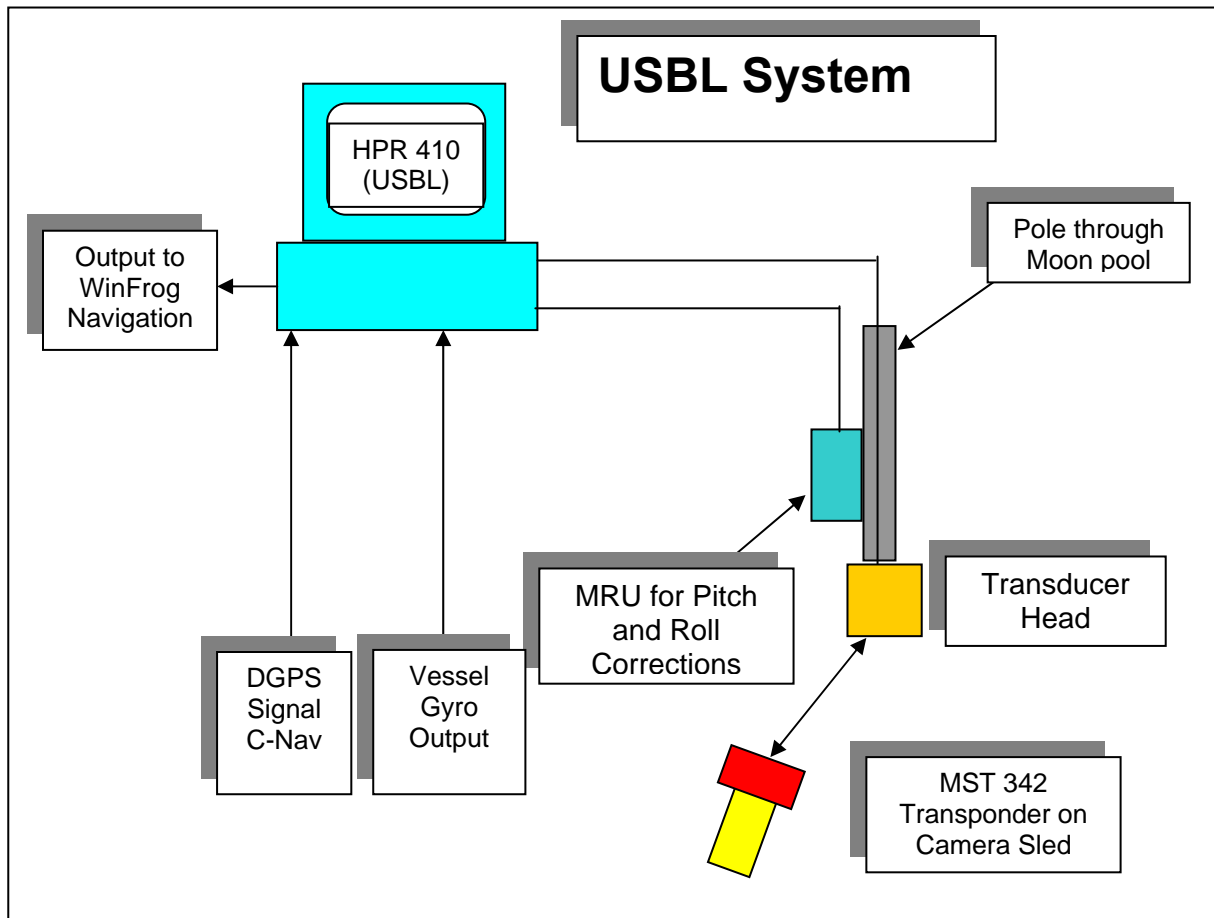 USBL System
HPR 410
(USBL)
Output to
WinFrog
Navigation
Pole through
Moon pool
MRU for Pitch
and Roll
Corrections
Transducer
Head
DGPS
Signal
C-Nav
Vessel
Gyro
Output
MST 342
Transponder on
Camera Sled